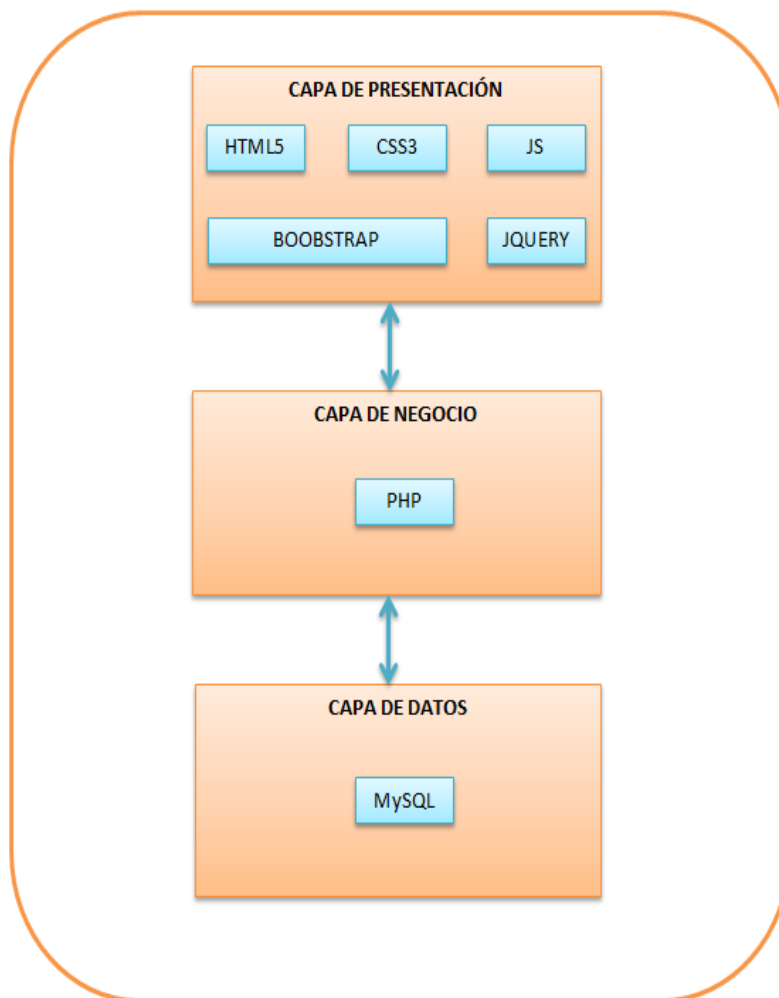 CAPA DE PRESENTACIÓN
HTML5 CSS3 JS
BOOBSTRAP JQUERY
CAPA DE NEGOCIO
PHP
CAPA DE DATOS
MySQL